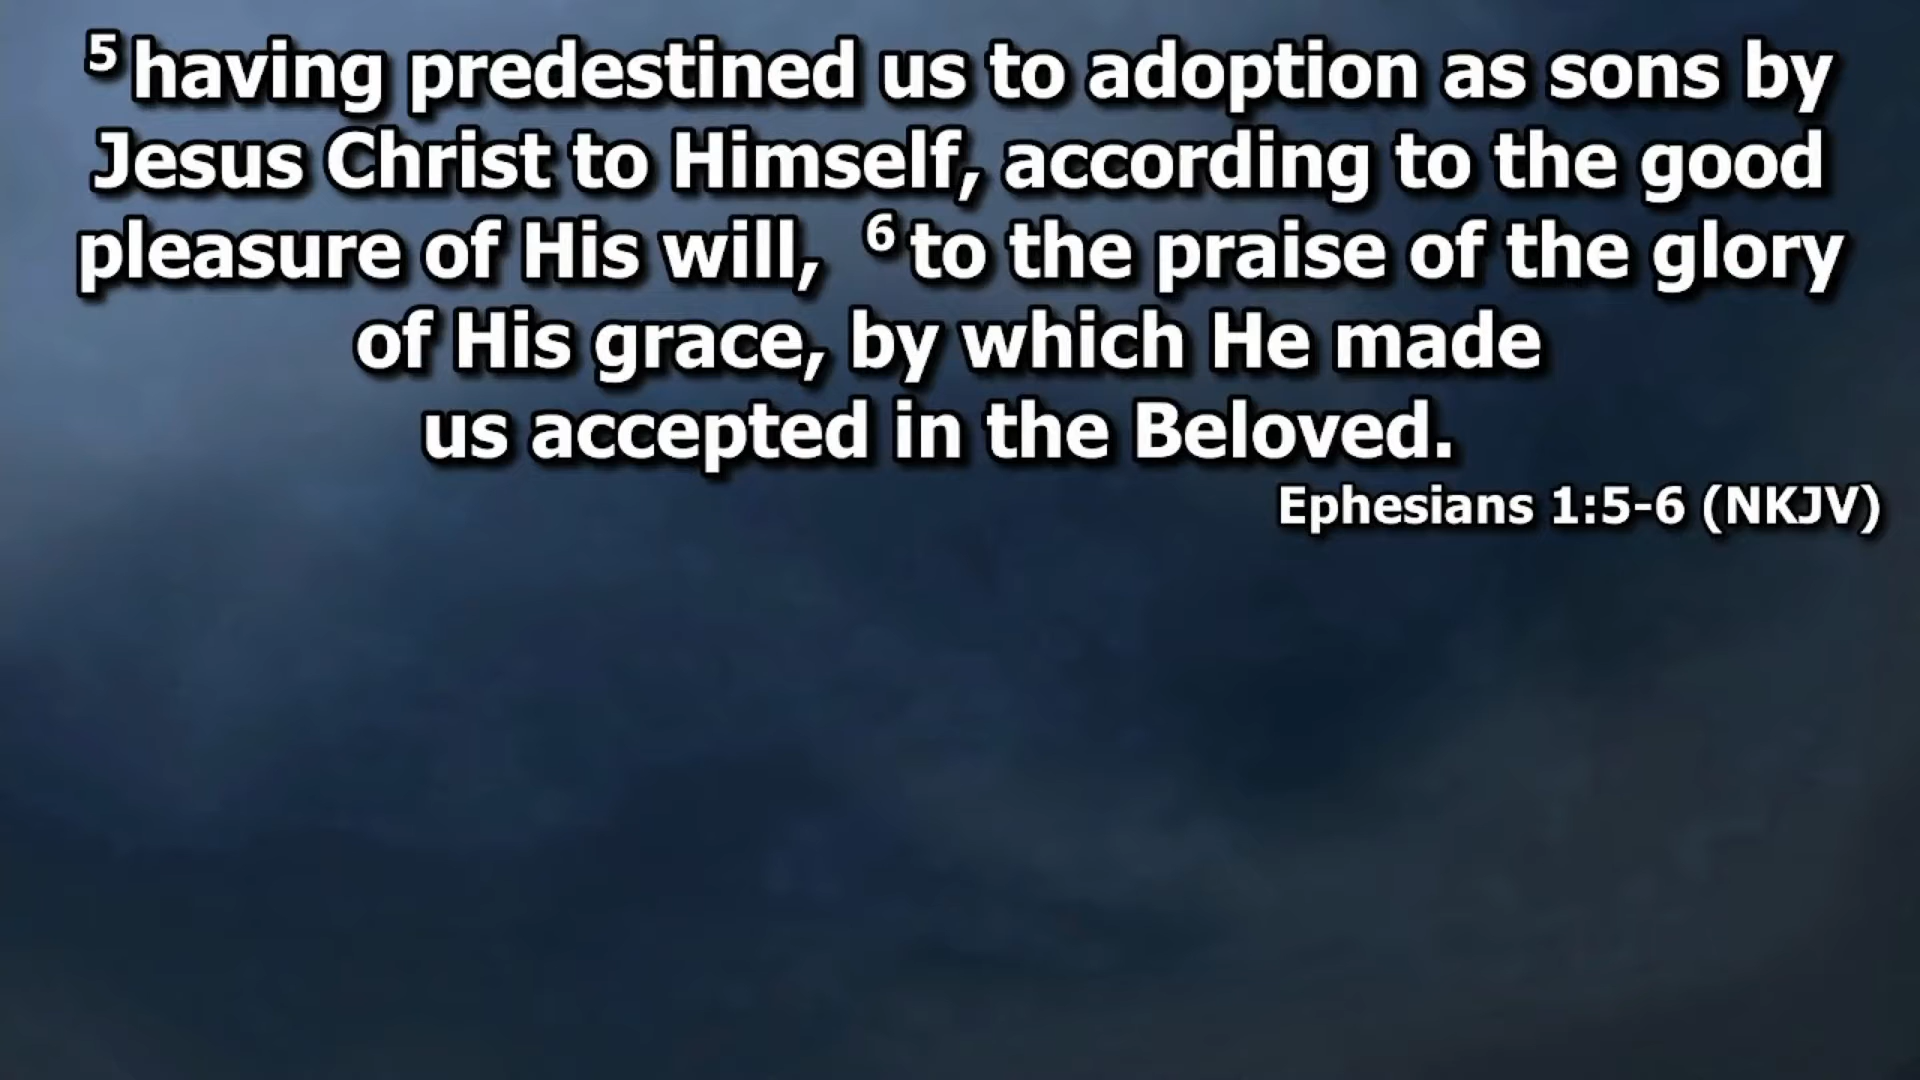 5 having predestined us to adoption as sons by
Jesus Christ to Himself, according to the good
pleasure of His will, 6 to the praise of the glory
of His grace, by which He made
us accepted in the Beloved.
Ephesians 1:5-6 (NKJV)